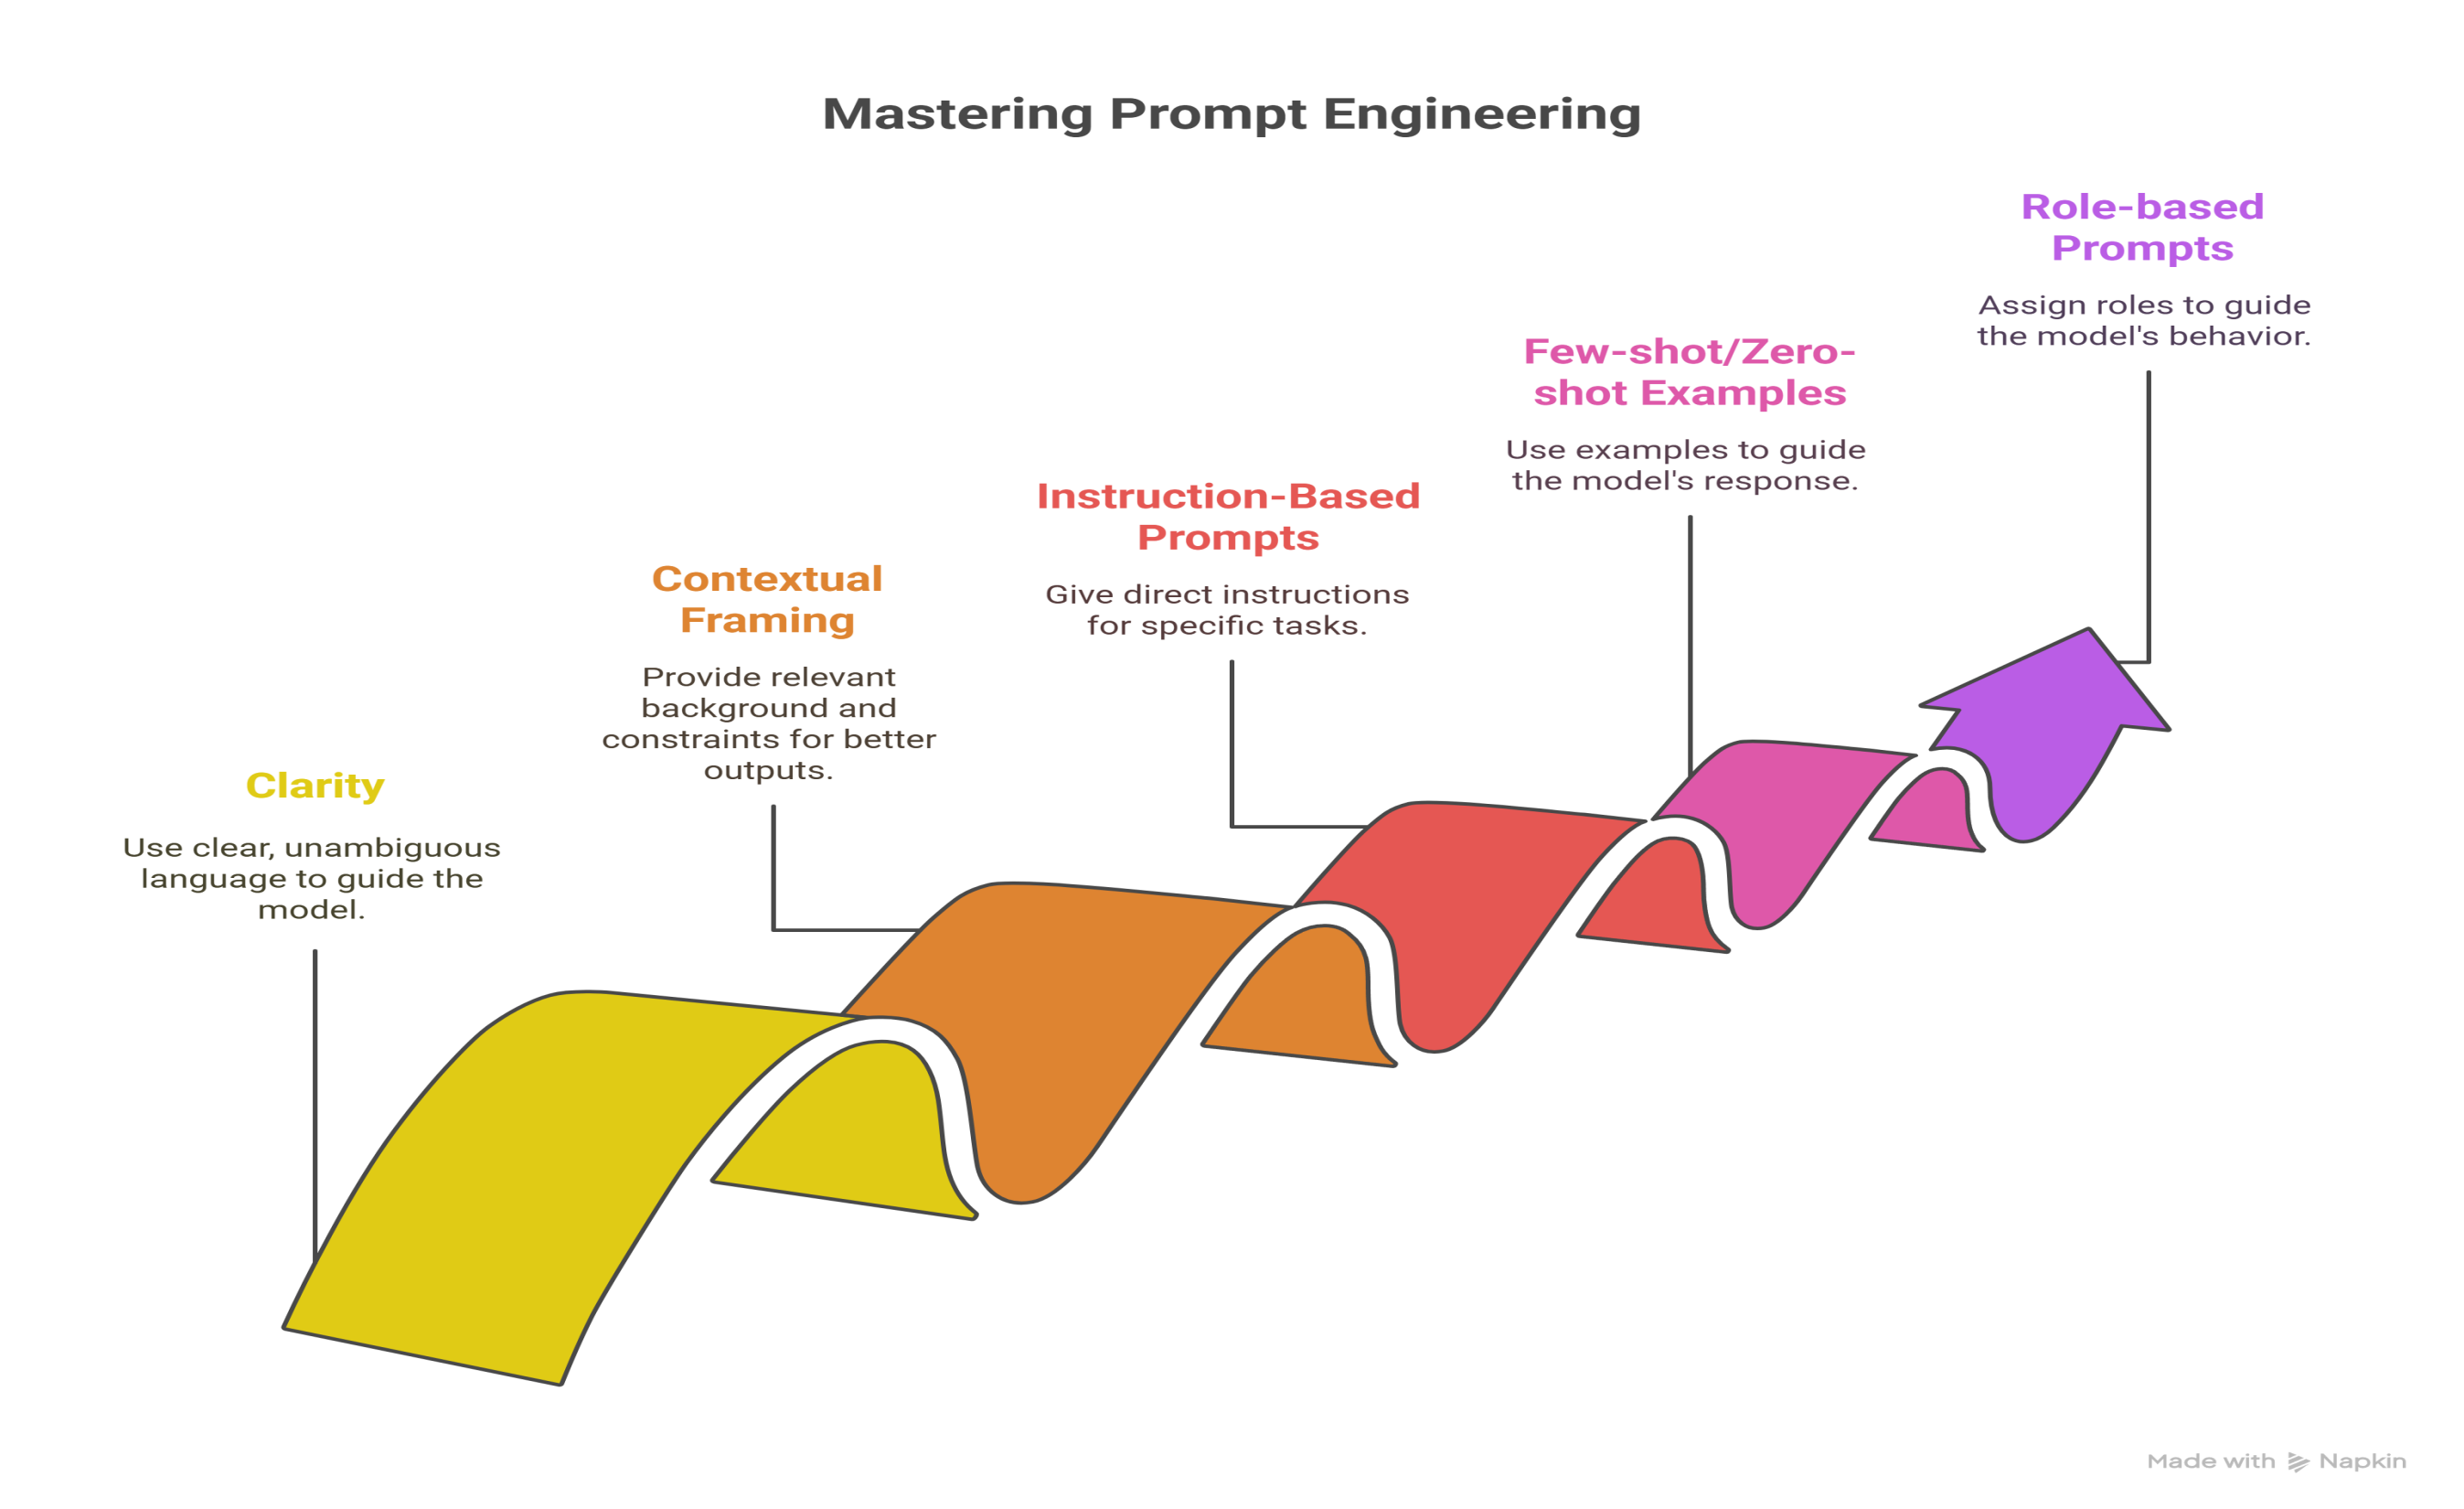 Mastering Prompt Engineering
Role-based
Prompts
Assign roles to guide
the model's behavior.
Few-shot/Zero-
shot Examples
Use examples to guide
the model's response.
Instruction-Based
Prompts
Give direct instructions
for specific tasks.
Contextual
Framing
Provide relevant
background and
constraints for better
outputs.
Clarity
Use clear, unambiguous
language to guide the
model.
Made with Napkin